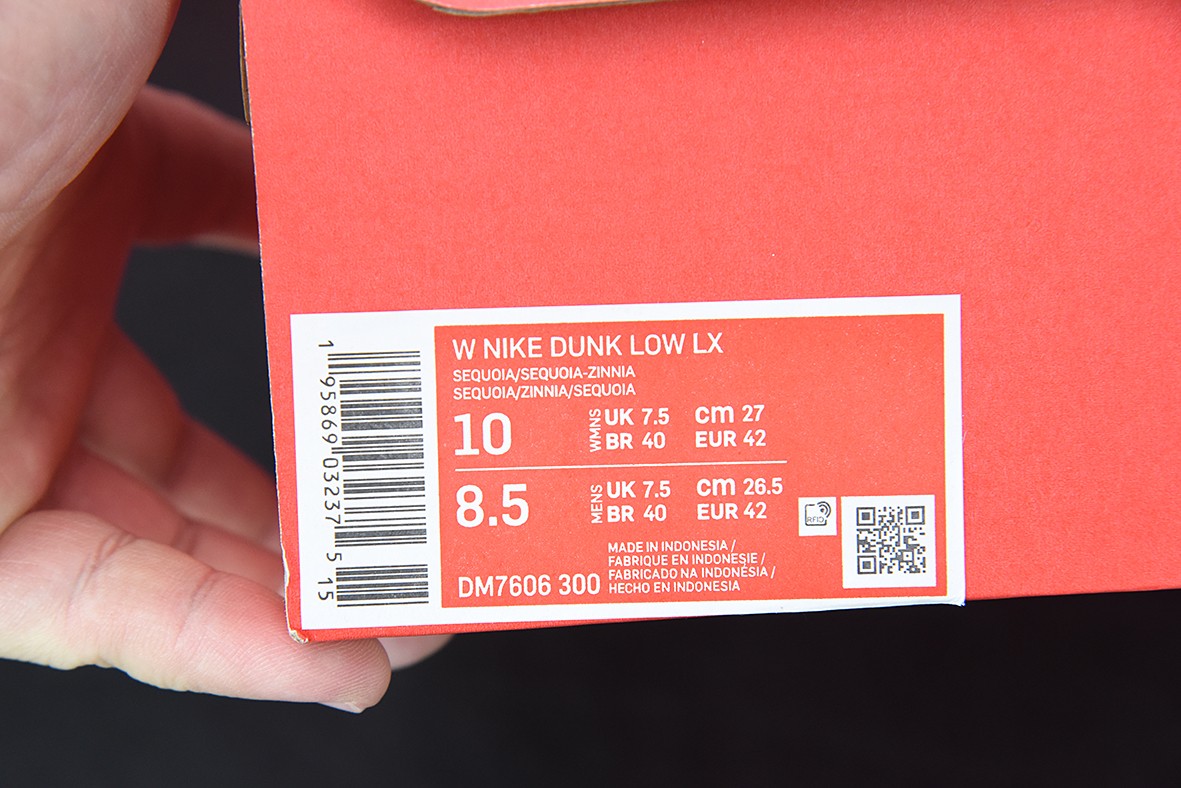 W NIKE DUNK LOW LX
SEQUOIA/SEQUOIA-ZINNIA
SEQUOIA/ZINNIA/SEQUOIA
10 WMNS UK 7.5 cm 27
BR 40 EUR 42
8.5 MENS UK 7.5 cm 26.5
BR 40 EUR 42
RFID
MADE IN INDONESIA /
FABRIQUE EN INDONESIE /
FABRICADO NA INDONÉSIA /
HECHO EN INDONESIA
DM7606 300
1 95869 03237 5 15